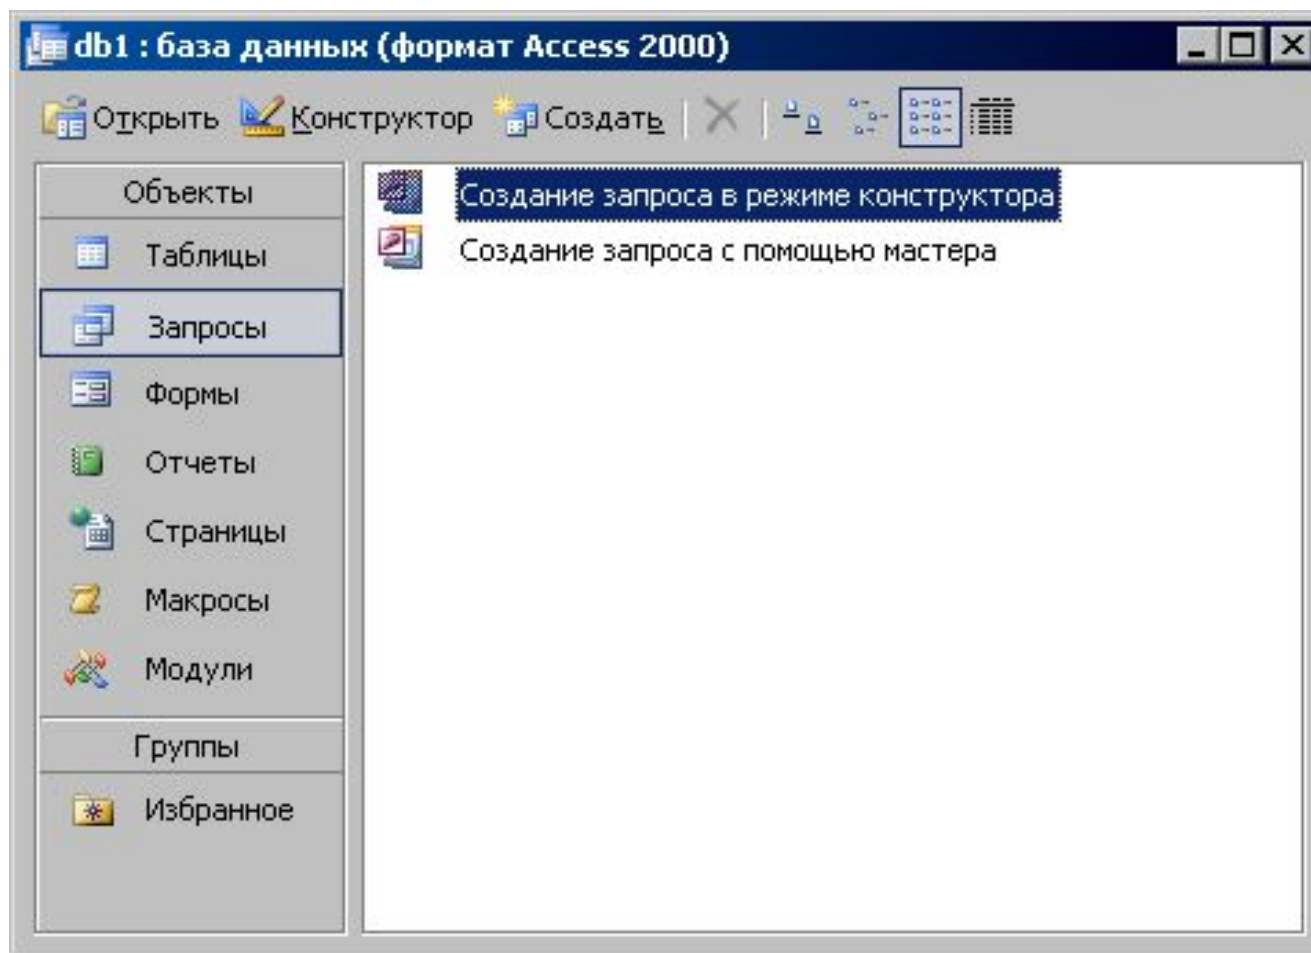 db1 : база данных (формат Access 2000)
Открыть Конструктор Создать
Объекты
Таблицы
Запросы
Формы
Отчеты
Страницы
Макросы
Модули
Группы
Избранное
Создание запроса в режиме конструктора
Создание запроса с помощью мастера